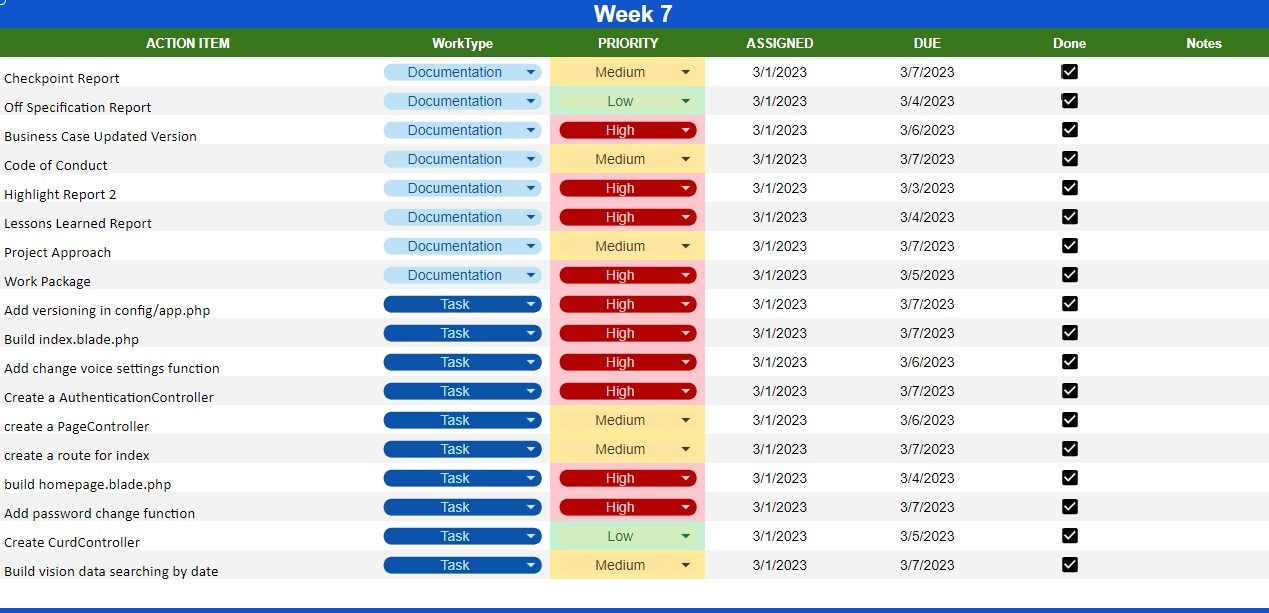 Week 7
ACTION ITEM WorkType PRIORITY ASSIGNED DUE Done Notes
Checkpoint Report Documentation Medium 3/1/2023 3/7/2023
Off Specification Report Documentation Low 3/1/2023 3/4/2023
Business Case Updated Version Documentation High 3/1/2023 3/6/2023
Code of Conduct Documentation Medium 3/1/2023 3/7/2023
Highlight Report 2 Documentation High 3/1/2023 3/3/2023
Lessons Learned Report Documentation High 3/1/2023 3/4/2023
Project Approach Documentation Medium 3/1/2023 3/7/2023
Work Package Documentation High 3/1/2023 3/5/2023
Add versioning in config/app.php Task High 3/1/2023 3/7/2023
Build index.blade.php Task High 3/1/2023 3/7/2023
Add change voice settings function Task High 3/1/2023 3/6/2023
Create a AuthenticationController Task High 3/1/2023 3/7/2023
create a PageController Task Medium 3/1/2023 3/6/2023
create a route for index Task Medium 3/1/2023 3/7/2023
build homepage.blade.php Task High 3/1/2023 3/4/2023
Add password change function Task High 3/1/2023 3/7/2023
Create CurdController Task Low 3/1/2023 3/5/2023
Build vision data searching by date Task Medium 3/1/2023 3/7/2023